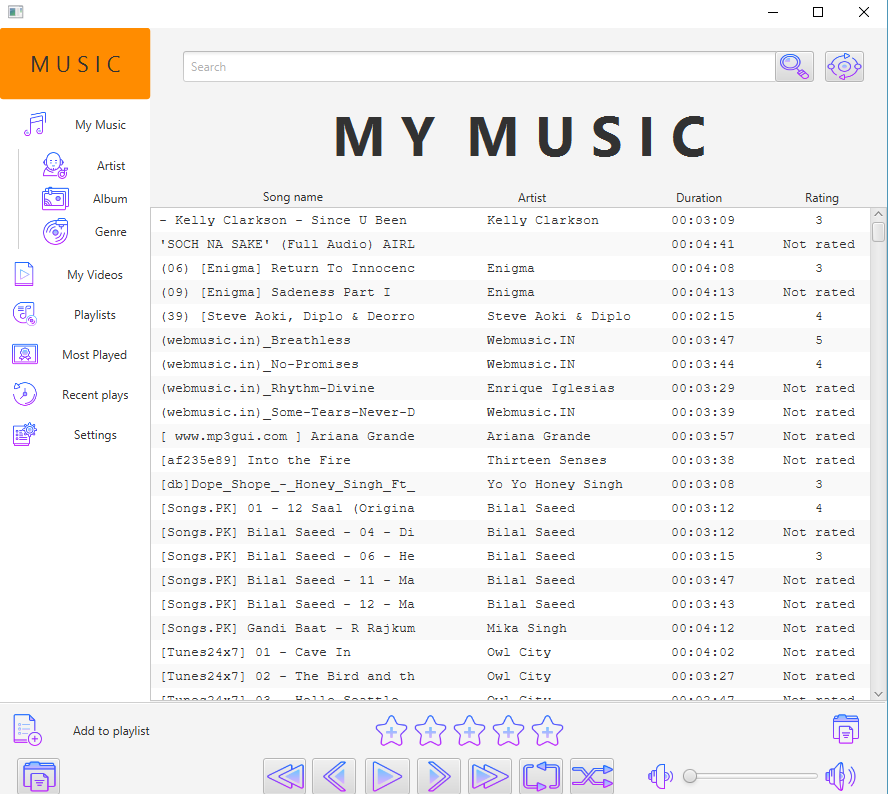 MUSIC
Search
My Music
Artist
Album
Genre
My Videos
Playlists
Most Played
Recent plays
Settings
MY MUSIC
Song name Artist Duration Rating
- Kelly Clarkson - Since U Been Kelly Clarkson 00:03:09 3
'SOCH NA SAKE' (Full Audio) AIRL 00:04:41 Not rated
(06) [Enigma] Return To Innocenc Enigma 00:04:08 3
(09) [Enigma] Sadeness Part I Enigma 00:04:13 Not rated
(39) [Steve Aoki, Diplo & Deorro Steve Aoki & Diplo 00:02:15 4
(webmusic.in)_Breathless Webmusic.IN 00:03:47 5
(webmusic.in)_No-Promises Webmusic.IN 00:03:44 4
(webmusic.in)_Rhythm-Divine Enrique Iglesias 00:03:29 Not rated
(webmusic.in)_Some-Tears-Never-D Webmusic.IN 00:03:39 Not rated
[ www.mp3gui.com ] Ariana Grande Ariana Grande 00:03:57 Not rated
[af235e89] Into the Fire Thirteen Senses 00:03:38 Not rated
[db]Dope_Shope_-_Honey_Singh_Ft_ Yo Yo Honey Singh 00:03:08 3
[Songs.PK] 01 - 12 Saal (Origina Bilal Saeed 00:03:12 4
[Songs.PK] Bilal Saeed - 04 - Di Bilal Saeed 00:03:12 Not rated
[Songs.PK] Bilal Saeed - 06 - He Bilal Saeed 00:03:15 3
[Songs.PK] Bilal Saeed - 11 - Ma Bilal Saeed 00:03:47 Not rated
[Songs.PK] Bilal Saeed - 12 - Ma Bilal Saeed 00:03:43 Not rated
[Songs.PK] Gandi Baat - R Rajkum Mika Singh 00:04:12 Not rated
[Tunes24x7] 01 - Cave In Owl City 00:04:02 Not rated
[Tunes24x7] 02 - The Bird and th Owl City 00:03:27 Not rated
[Tunes24x7] 03 - Hello Seattle Owl City 00:02:47 Not rated
Add to playlist